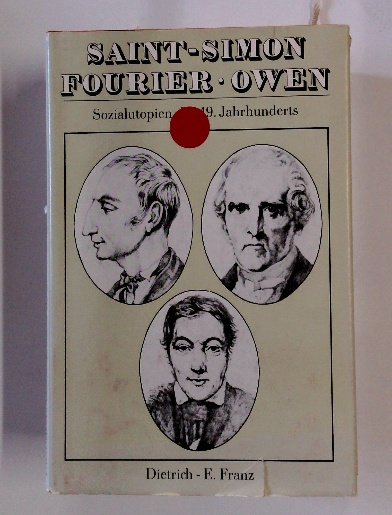 SAINT-SIMON
FOURIER · OWEN
Sozialutopien 19. Jahrhunderts
Dietrich - E. Franz